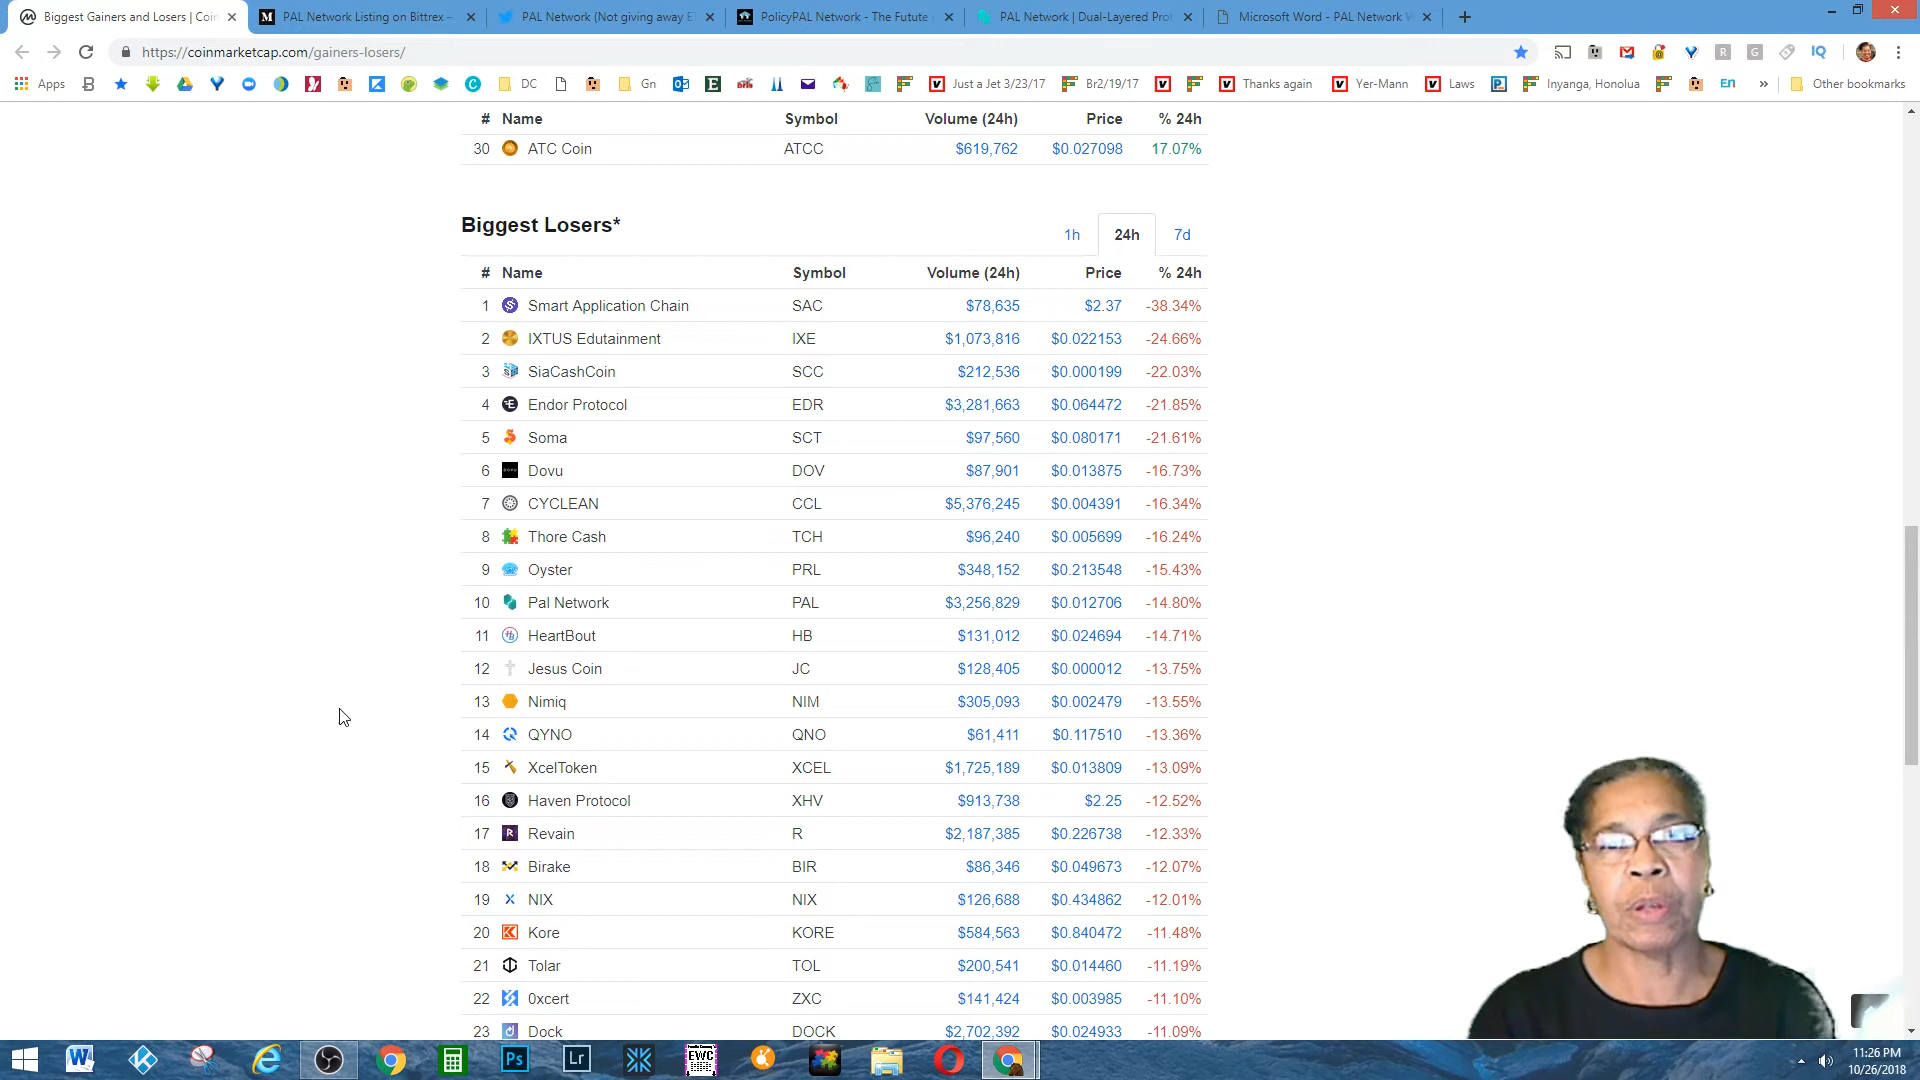 Biggest Gainers and Losers | Coin
PAL Network Listing on Bittrex –
PAL Network (Not giving away E
PolicyPAL Network - The Futute
PAL Network | Dual-Layered Prot
Microsoft Word - PAL Network W
https://coinmarketcap.com/gainers-losers/
Apps
DC
Gn
Just a Jet 3/23/17
Br2/19/17
Thanks again
Yer-Mann
Laws
Inyanga, Honolua
En
»
Other bookmarks
# Name Symbol Volume (24h) Price % 24h
30 ATC Coin ATCC $619,762 $0.027098 17.07%
Biggest Losers*
1h 24h 7d
# Name Symbol Volume (24h) Price % 24h
1 Smart Application Chain SAC $78,635 $2.37 -38.34%
2 IXTUS Edutainment IXE $1,073,816 $0.022153 -24.66%
3 SiaCashCoin SCC $212,536 $0.000199 -22.03%
4 Endor Protocol EDR $3,281,663 $0.064472 -21.85%
5 Soma SCT $97,560 $0.080171 -21.61%
6 Dovu DOV $87,901 $0.013875 -16.73%
7 CYCLEAN CCL $5,376,245 $0.004391 -16.34%
8 Thore Cash TCH $96,240 $0.005699 -16.24%
9 Oyster PRL $348,152 $0.213548 -15.43%
10 Pal Network PAL $3,256,829 $0.012706 -14.80%
11 HeartBout HB $131,012 $0.024694 -14.71%
12 Jesus Coin JC $128,405 $0.000012 -13.75%
13 Nimiq NIM $305,093 $0.002479 -13.55%
14 QYNO QNO $61,411 $0.117510 -13.36%
15 XcelToken XCEL $1,725,189 $0.013809 -13.09%
16 Haven Protocol XHV $913,738 $2.25 -12.52%
17 Revain R $2,187,385 $0.226738 -12.33%
18 Birake BIR $86,346 $0.049673 -12.07%
19 NIX NIX $126,688 $0.434862 -12.01%
20 Kore KORE $584,563 $0.840472 -11.48%
21 Tolar TOL $200,541 $0.014460 -11.19%
22 0xcert ZXC $141,424 $0.003985 -11.10%
23 Dock DOCK $2,702,392 $0.024933 -11.09%
Ps
Lr
EWC
11:26 PM
10/26/2018